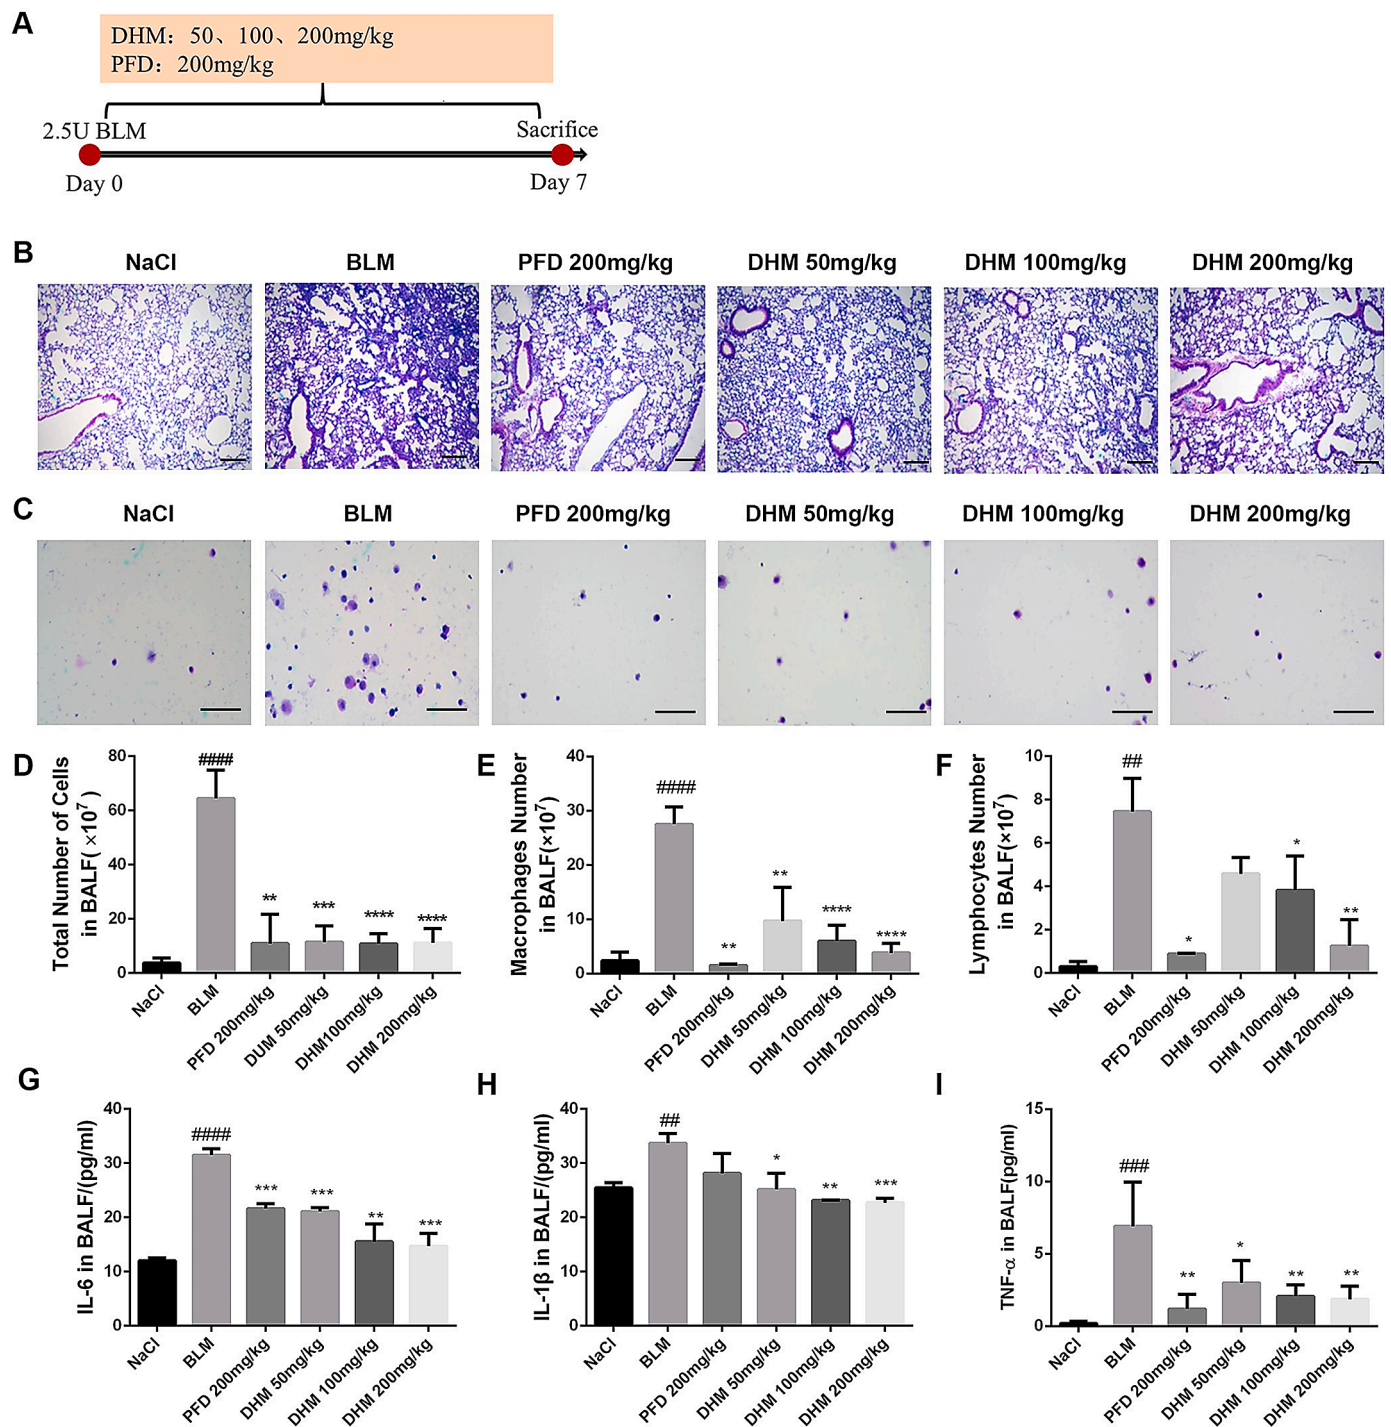 A
DHM：50、100、200mg/kg
PFD：200mg/kg
2.5U BLM
Sacrifice
Day 0
Day 7
B
NaCl
BLM
PFD 200mg/kg
DHM 50mg/kg
DHM 100mg/kg
DHM 200mg/kg
C
NaCl
BLM
PFD 200mg/kg
DHM 50mg/kg
DHM 100mg/kg
DHM 200mg/kg
D
Total Number of Cells
in BALF( ×10⁷ )
80
60
40
20
0
####
**
***
****
****
NaCl
BLM
PFD 200mg/kg
DUM 50mg/kg
DHM100mg/kg
DHM 200mg/kg
E
Macrophages Number
in BALF(×10⁷)
40
30
20
10
0
####
**
**
****
****
NaCl
BLM
PFD 200mg/kg
DHM 50mg/kg
DHM 100mg/kg
DHM 200mg/kg
F
Lymphocytes Number
in BALF(×10⁷)
10
8
6
4
2
0
##
*
*
**
NaCl
BLM
PFD 200mg/kg
DHM 50mg/kg
DHM 100mg/kg
DHM 200mg/kg
G
IL-6 in BALF/(pg/ml)
40
30
20
10
0
####
***
***
**
***
NaCl
BLM
PFD 200mg/kg
DHM 50mg/kg
DHM 100mg/kg
DHM 200mg/kg
H
IL-1β in BALF/(pg/ml)
40
30
20
10
0
##
*
**
***
NaCl
BLM
PFD 200mg/kg
DHM 50mg/kg
DHM 100mg/kg
DHM 200mg/kg
I
TNF-α in BALF(pg/ml)
15
10
5
0
###
**
*
**
**
NaCl
BLM
PFD 200mg/kg
DHM 50mg/kg
DHM 100mg/kg
DHM 200mg/kg